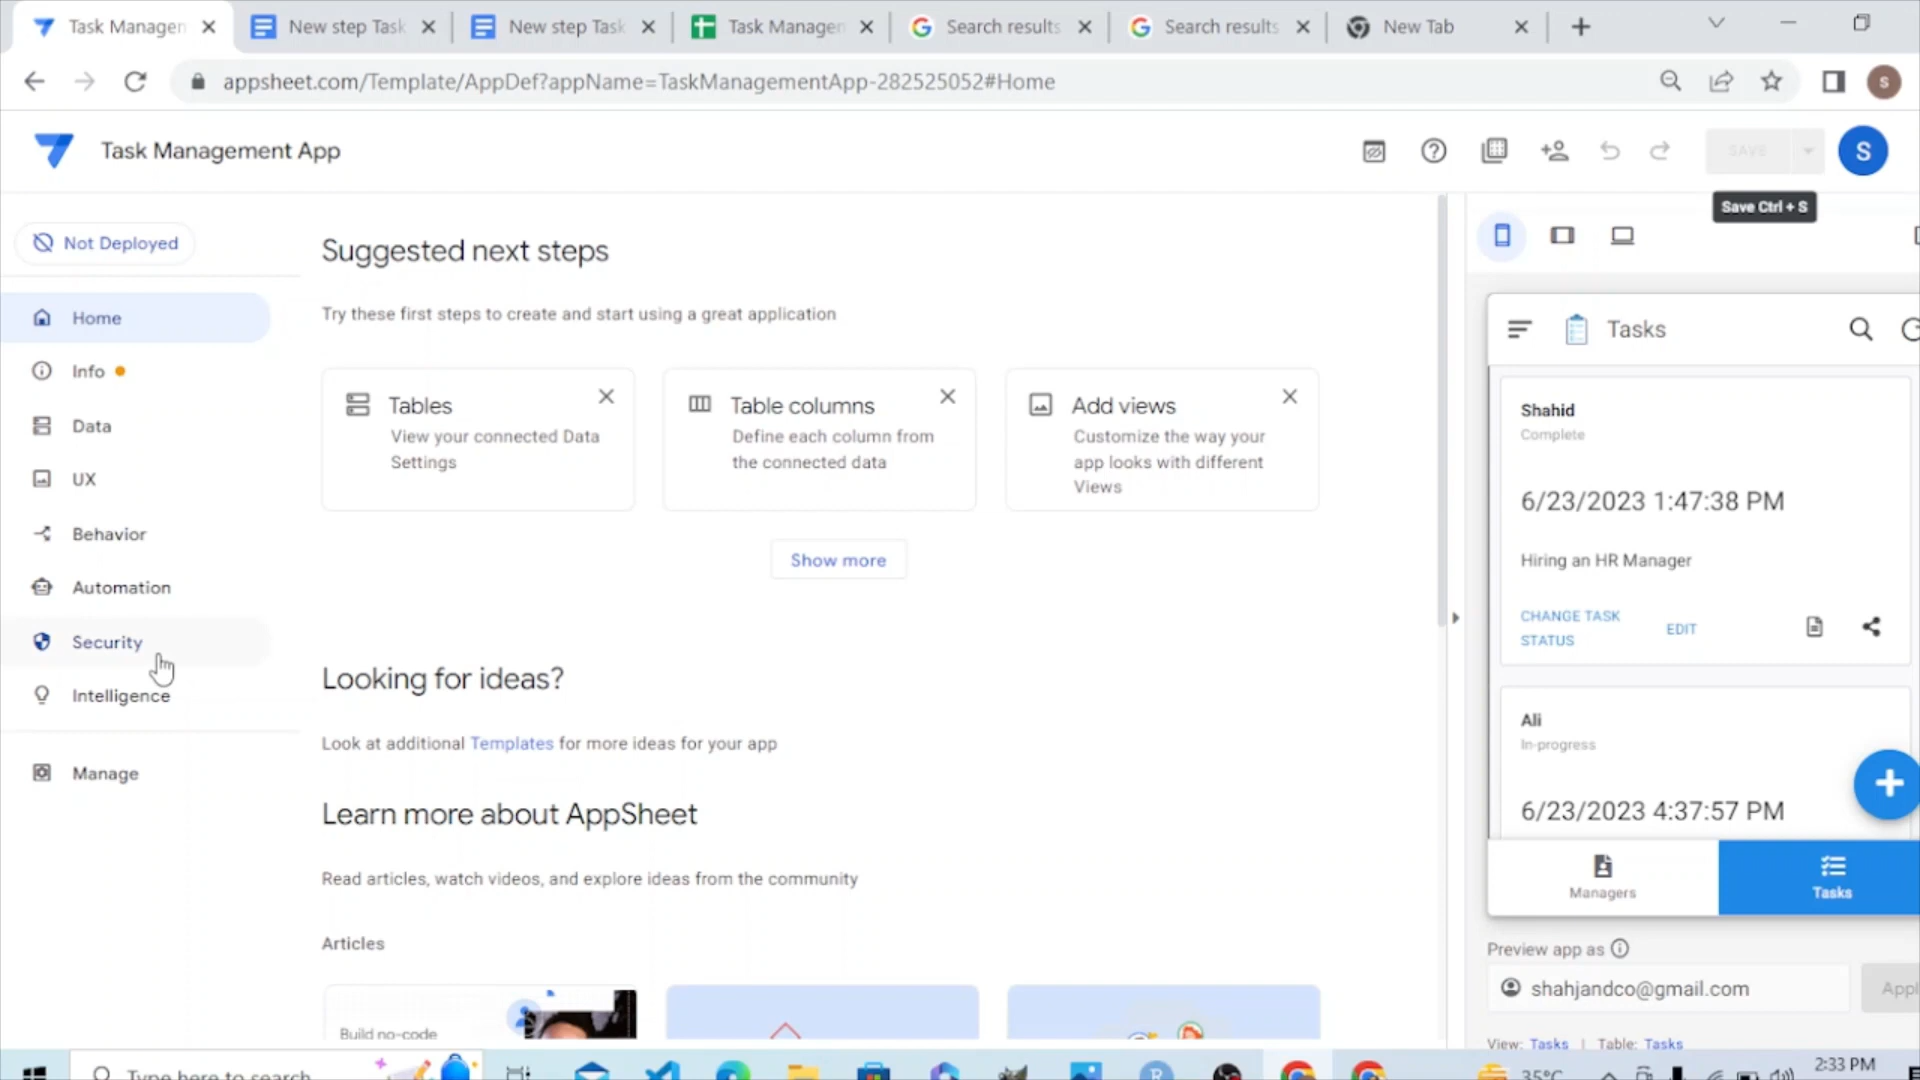 Task Managen
New step Task
New step Task
Task Managen
Search results
Search results
New Tab
appsheet.com/Template/AppDef?appName=TaskManagementApp-282525052#Home
S
Task Management App
SAVE
S
Save Ctrl + S
Not Deployed
Home
Info
Data
UX
Behavior
Automation
Security
Intelligence
Manage
Suggested next steps
Try these first steps to create and start using a great application
Tables
View your connected Data
Settings
Table columns
Define each column from
the connected data
Add views
Customize the way your
app looks with different
Views
Show more
Looking for ideas?
Look at additional Templates for more ideas for your app
Learn more about AppSheet
Read articles, watch videos, and explore ideas from the community
Articles
Build no-code
Tasks
Shahid
Complete
6/23/2023 1:47:38 PM
Hiring an HR Manager
CHANGE TASK
STATUS
EDIT
Ali
In-progress
6/23/2023 4:37:57 PM
Managers
Tasks
Preview app as
shahjandco@gmail.com
Appl
View: Tasks | Table: Tasks
Type here to search
35°C
2:33 PM